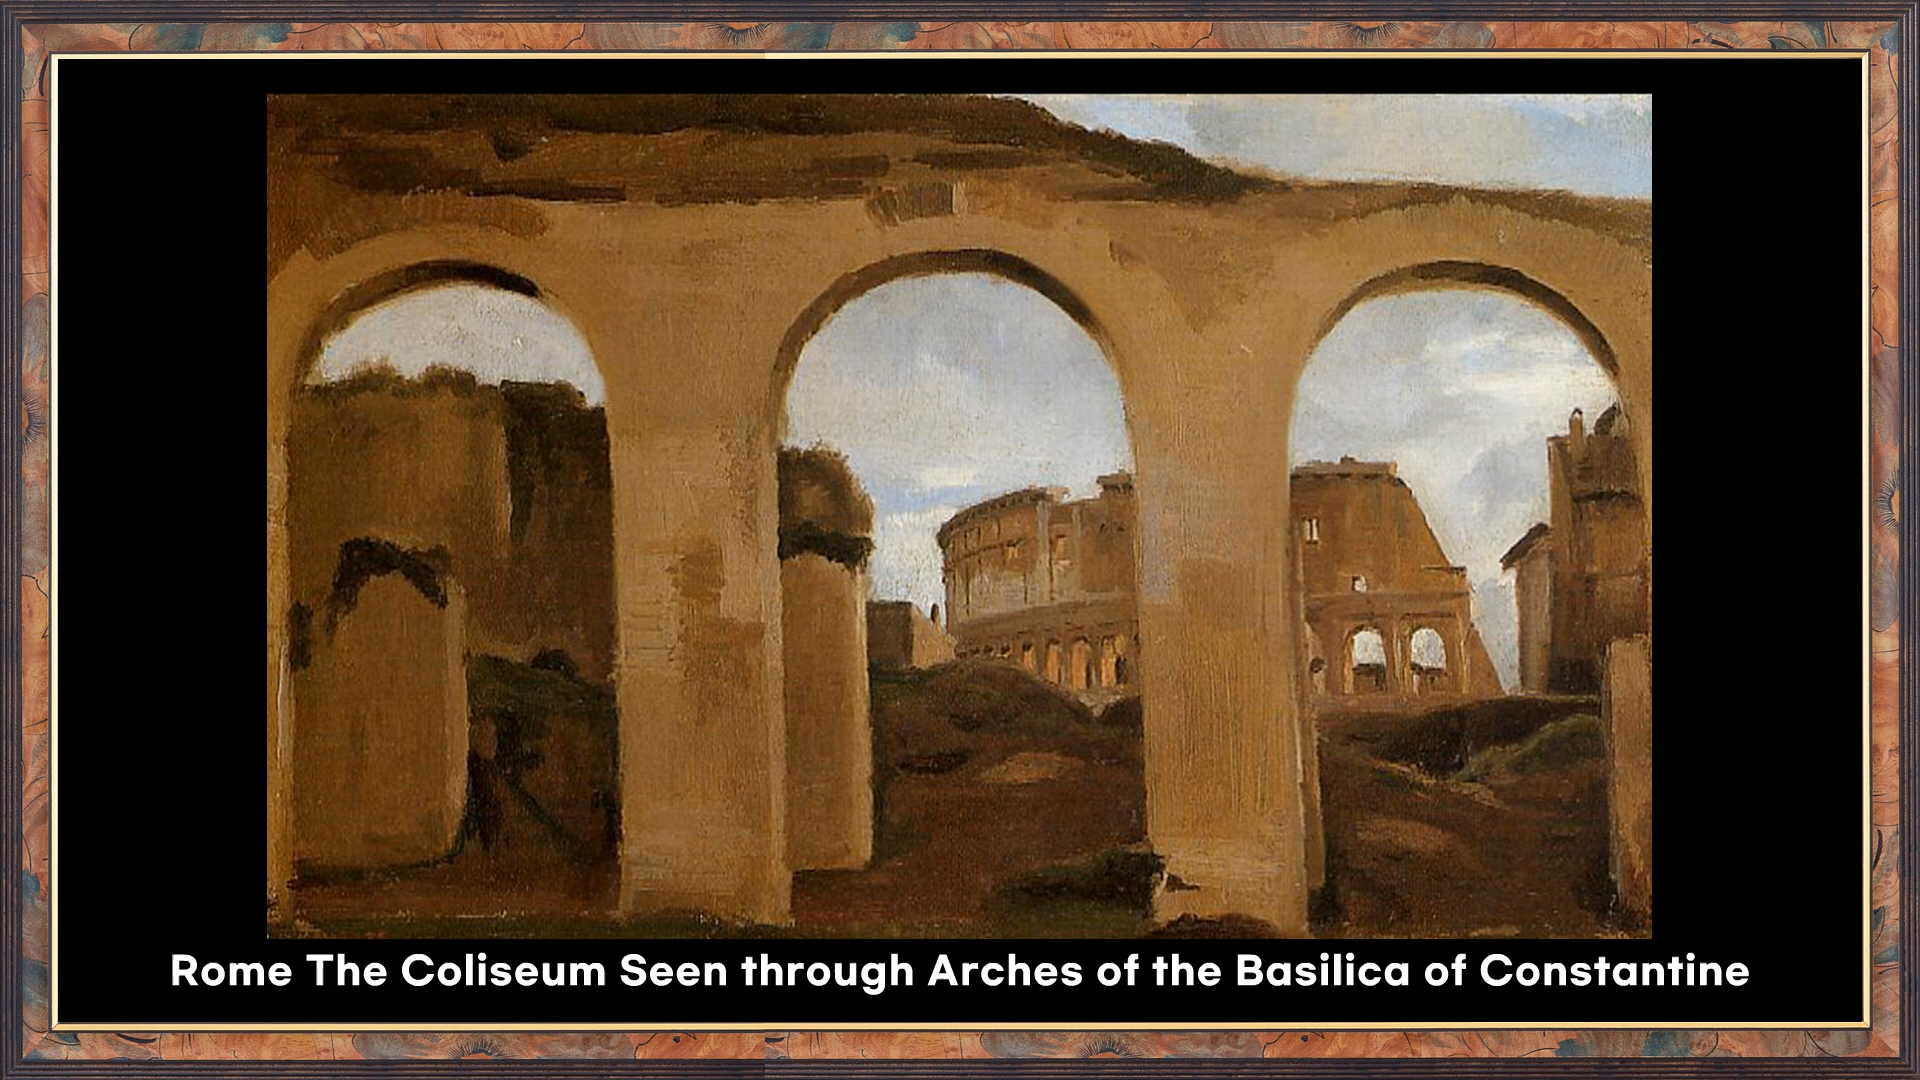 Rome The Coliseum Seen through Arches of the Basilica of Constantine